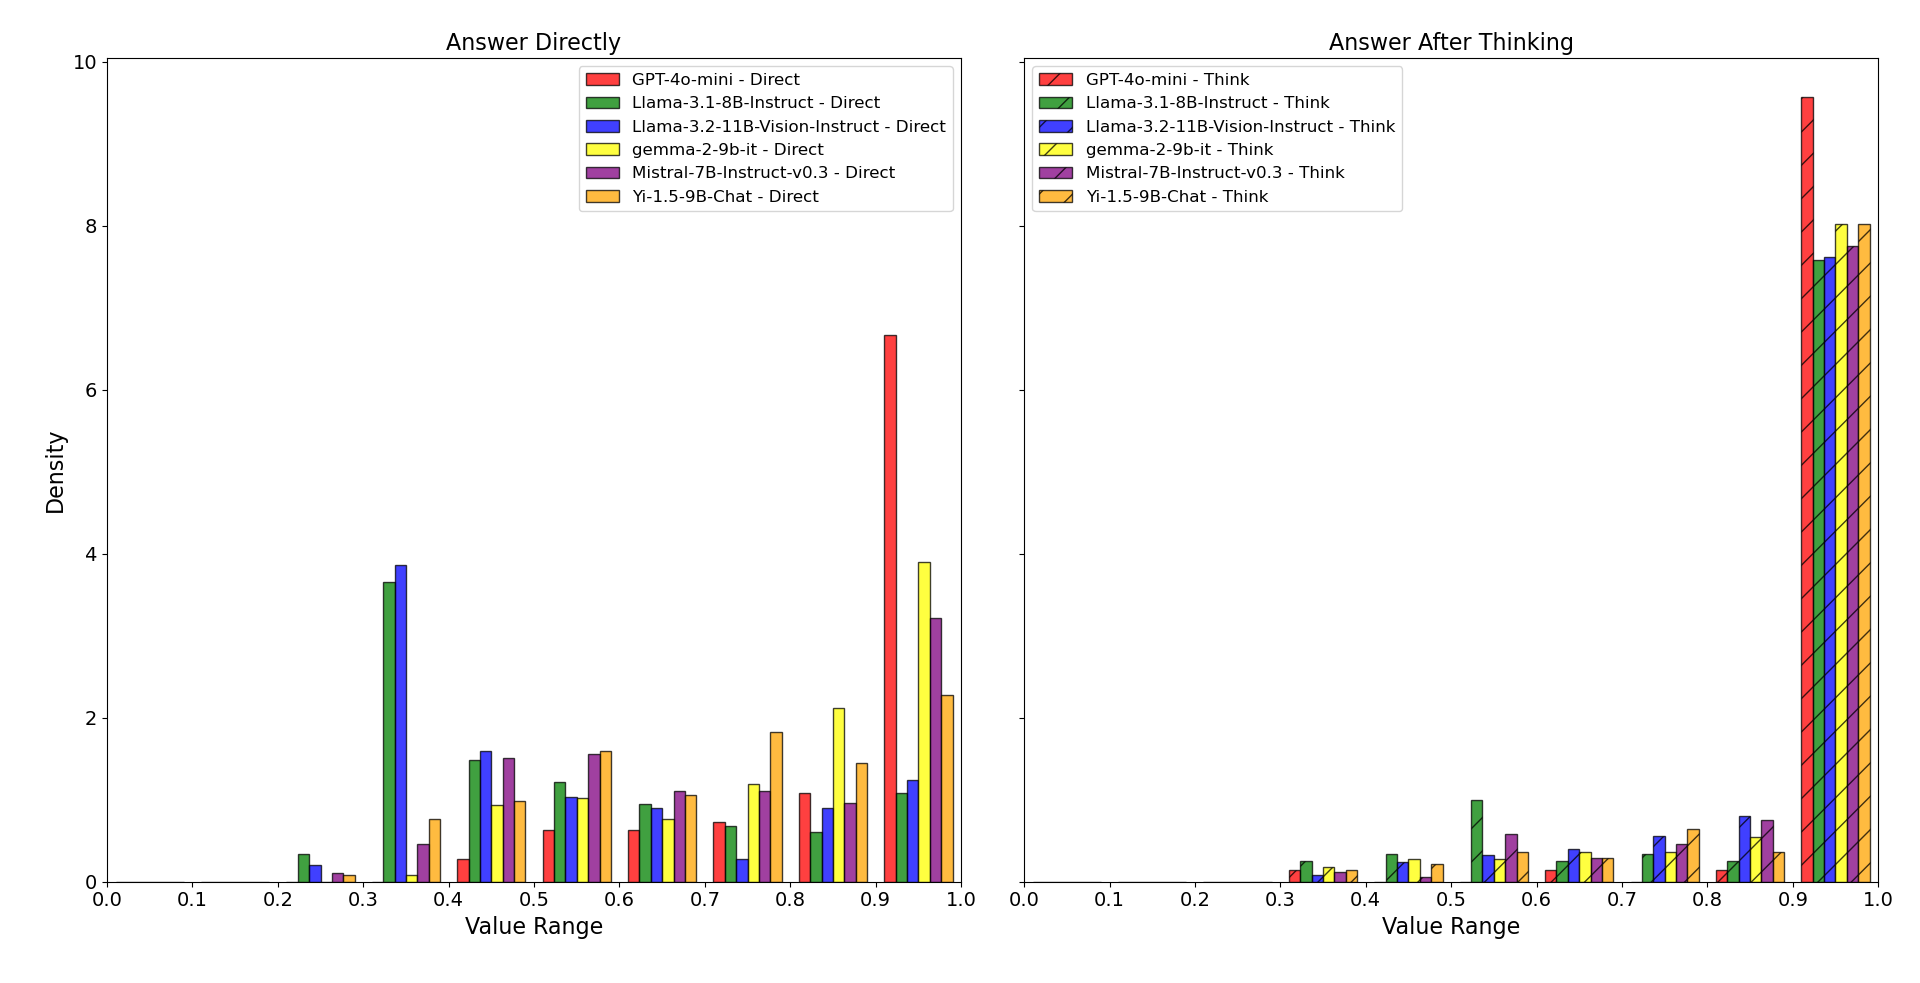 Answer Directly
10
8
6
4
2
0
Density
GPT-4o-mini - Direct
Llama-3.1-8B-Instruct - Direct
Llama-3.2-11B-Vision-Instruct - Direct
gemma-2-9b-it - Direct
Mistral-7B-Instruct-v0.3 - Direct
Yi-1.5-9B-Chat - Direct
0.0 0.1 0.2 0.3 0.4 0.5 0.6 0.7 0.8 0.9 1.0
Value Range
Answer After Thinking
GPT-4o-mini - Think
Llama-3.1-8B-Instruct - Think
Llama-3.2-11B-Vision-Instruct - Think
gemma-2-9b-it - Think
Mistral-7B-Instruct-v0.3 - Think
Yi-1.5-9B-Chat - Think
0.0 0.1 0.2 0.3 0.4 0.5 0.6 0.7 0.8 0.9 1.0
Value Range